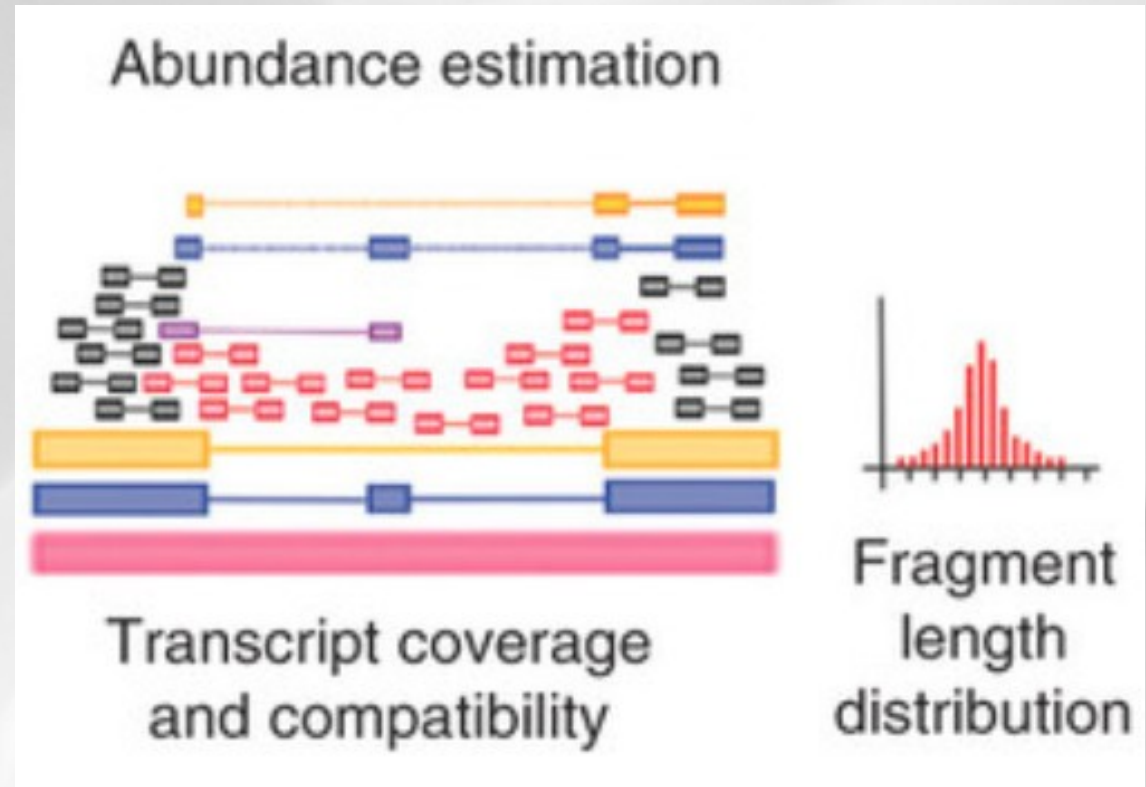 Abundance estimation
Transcript coverage
and compatibility
Fragment
length
distribution